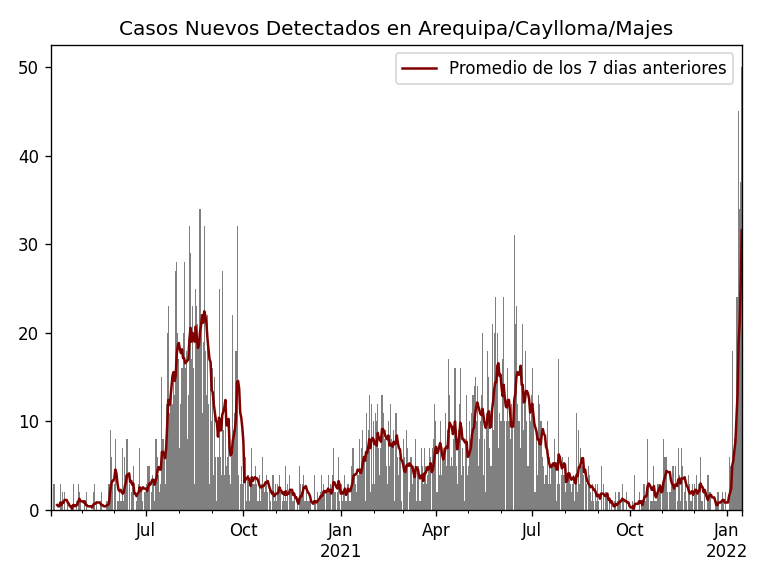 Casos Nuevos Detectados en Arequipa/Caylloma/Majes
Promedio de los 7 dias anteriores
50
40
30
20
10
0
Jul Oct Jan Apr Jul Oct Jan
2021 2022